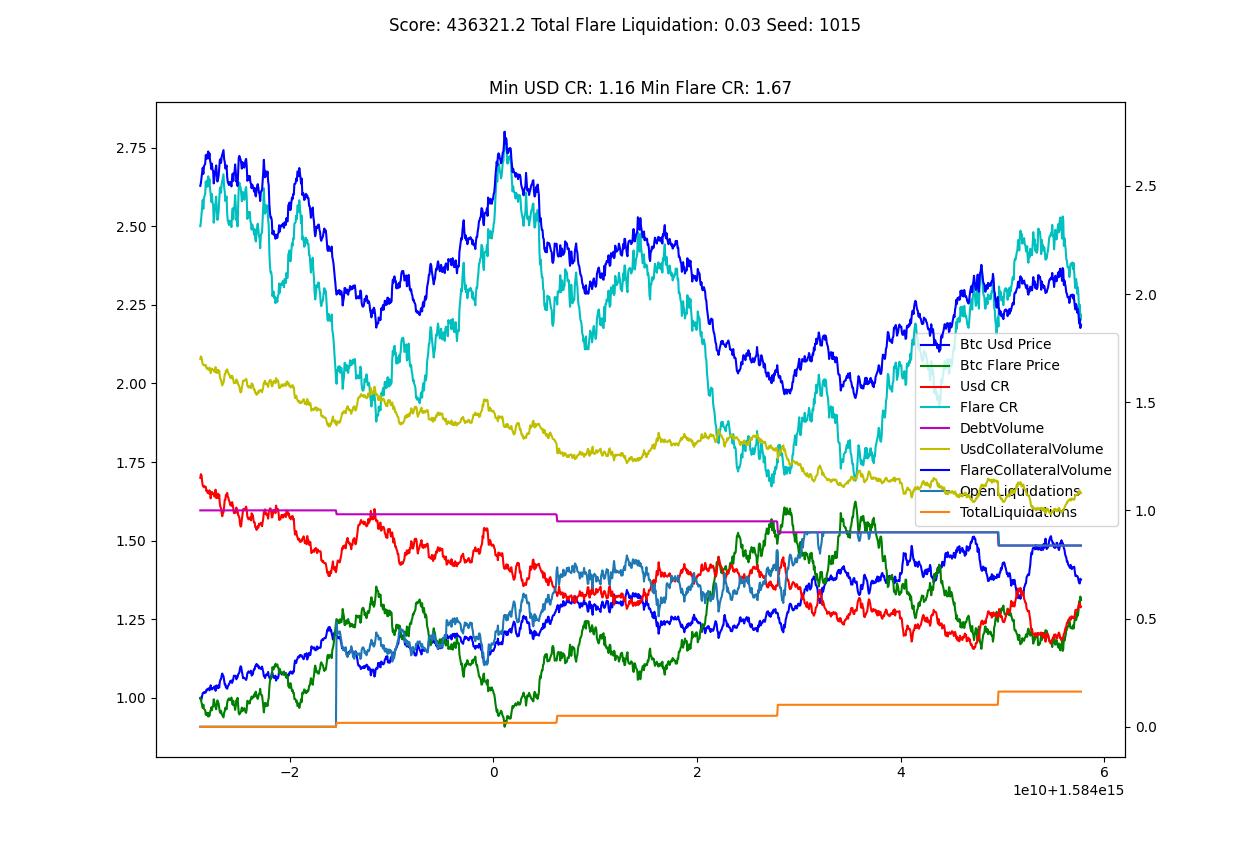 Score: 436321.2 Total Flare Liquidation: 0.03 Seed: 1015
Min USD CR: 1.16 Min Flare CR: 1.67
2.75
2.50
2.25
2.00
1.75
1.50
1.25
1.00
2.5
2.0
1.5
1.0
0.5
0.0
Btc Usd Price
Btc Flare Price
Usd CR
Flare CR
DebtVolume
UsdCollateralVolume
FlareCollateralVolume
OpenLiquidations
TotalLiquidations
−2
0
2
4
6
1e10+1.584e15